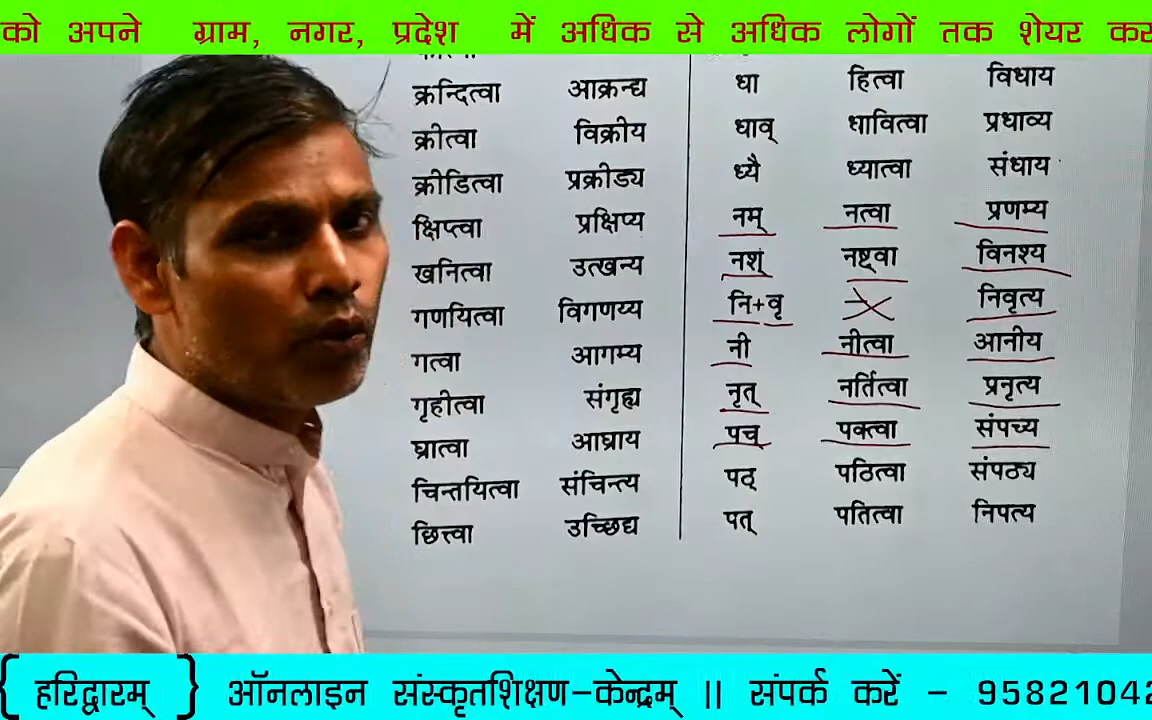 को अपने ग्राम, नगर, प्रदेश में अधिक से अधिक लोगों तक शेयर कर
क्रन्दित्वा आक्रन्द्य धा हित्वा विधाय
क्रीत्वा विक्रीय धाव् धावित्वा प्रधाव्य
क्रीडित्वा प्रक्रीड्य ध्यै ध्यात्वा संधाय
क्षिप्त्वा प्रक्षिप्य नम् नत्वा प्रणम्य
खनित्वा उत्खन्य नश् नष्ट्वा विनश्य
गणयित्वा विगणय्य नि+वृ निवृत्य
गत्वा आगम्य नी नीत्वा आनीय
गृहीत्वा संगृह्य नृत् नर्तित्वा प्रनृत्य
घ्रात्वा आघ्राय पच् पक्त्वा संपच्य
चिन्तयित्वा संचिन्त्य पठ् पठित्वा संपठ्य
छित्त्वा उच्छिद्य पत् पतित्वा निपत्य
{ हरिद्वारम् } ऑनलाइन संस्कृतशिक्षण-केन्द्रम् || संपर्क करें - 9582104